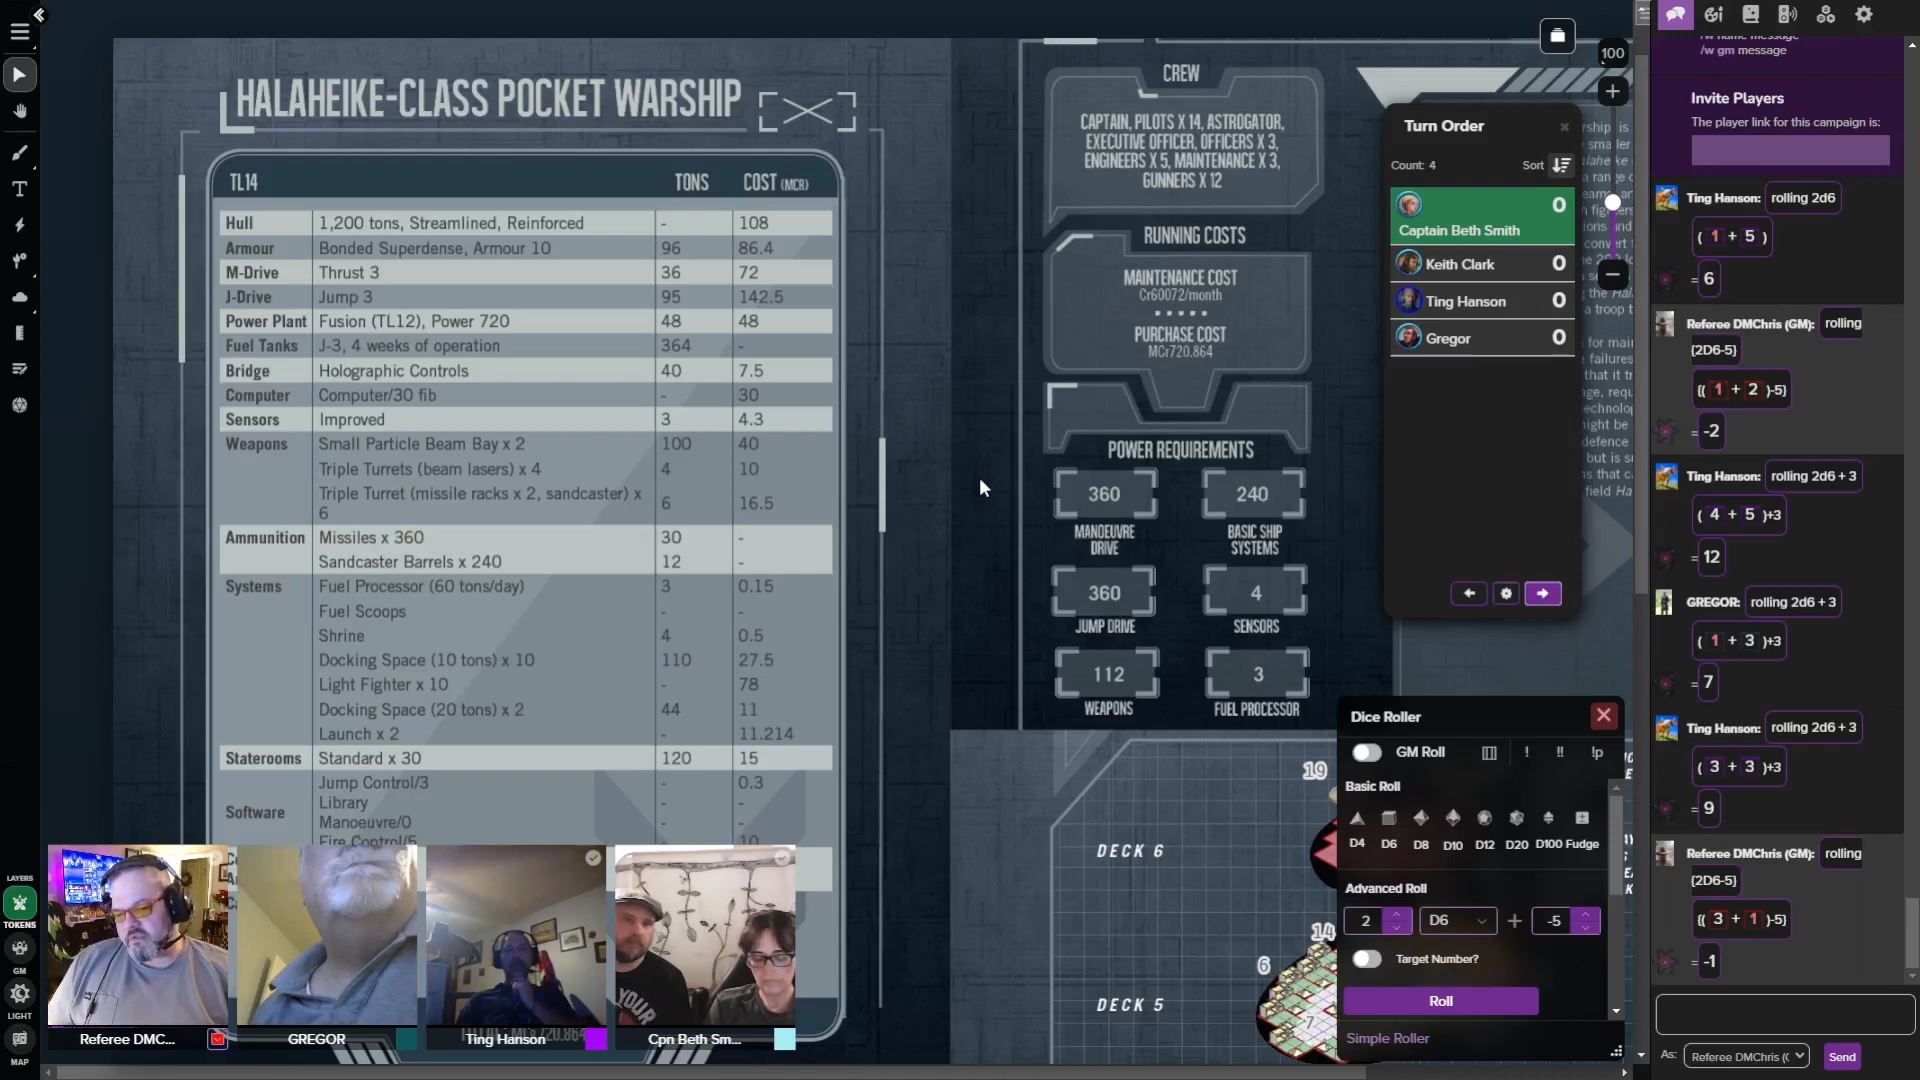 HALAHEIKE-CLASS POCKET WARSHIP
TL14 TONS COST (MCR)
Hull 1,200 tons, Streamlined, Reinforced - 108
Armour Bonded Superdense, Armour 10 96 86.4
M-Drive Thrust 3 36 72
J-Drive Jump 3 95 142.5
Power Plant Fusion (TL12), Power 720 48 48
Fuel Tanks J-3, 4 weeks of operation 364 -
Bridge Holographic Controls 40 7.5
Computer Computer/30 fib - 30
Sensors Improved 3 4.3
Weapons Small Particle Beam Bay x 2 100 40
Triple Turrets (beam lasers) x 4 4 10
Triple Turret (missile racks x 2, sandcaster) x
6 6 16.5
Ammunition Missiles x 360 30 -
Sandcaster Barrels x 240 12 -
Systems Fuel Processor (60 tons/day) 3 0.15
Fuel Scoops - -
Shrine 4 0.5
Docking Space (10 tons) x 10 110 27.5
Light Fighter x 10 - 78
Docking Space (20 tons) x 2 44 11
Launch x 2 - 11.214
Staterooms Standard x 30 120 15
Software Jump Control/3 - 0.3
Library - -
Manoeuvre/0 - -
Fire Control/5 - 10
CREW
CAPTAIN, PILOTS X 14, ASTROGATOR,
EXECUTIVE OFFICER, OFFICERS X 3,
ENGINEERS X 5, MAINTENANCE X 3,
GUNNERS X 12
RUNNING COSTS
MAINTENANCE COST
Cr60072/month
PURCHASE COST
MCr720.864
POWER REQUIREMENTS
360 240
MANOEUVRE DRIVE BASIC SHIP SYSTEMS
360 4
JUMP DRIVE SENSORS
112 3
WEAPONS FUEL PROCESSOR
DECK 6
19
DECK 5
14
6
7
100
Turn Order
Count: 4 Sort
Captain Beth Smith 0
Keith Clark 0
Ting Hanson 0
Gregor 0
Dice Roller
GM Roll ! !! !p
Basic Roll
D4 D6 D8 D10 D12 D20 D100 Fudge
Advanced Roll
2 D6 + -5
Target Number?
Roll
Simple Roller
LAYERS
TOKENS
GM
LIGHT
MAP
YOUR
Referee DMC...
GREGOR
Ting Hanson
Cpn Beth Sm...
MCr720.864
/w name message
/w gm message
Invite Players
The player link for this campaign is:
Ting Hanson: rolling 2d6
( 1 + 5 )
= 6
Referee DMChris (GM): rolling
[2D6-5]
(( 1 + 2 )-5)
= -2
Ting Hanson: rolling 2d6 + 3
( 4 + 5 )+3
= 12
GREGOR: rolling 2d6 + 3
( 1 + 3 )+3
= 7
Ting Hanson: rolling 2d6 + 3
( 3 + 3 )+3
= 9
Referee DMChris (GM): rolling
[2D6-5]
(( 3 + 1 )-5)
= -1
As: Referee DMChris (( Send